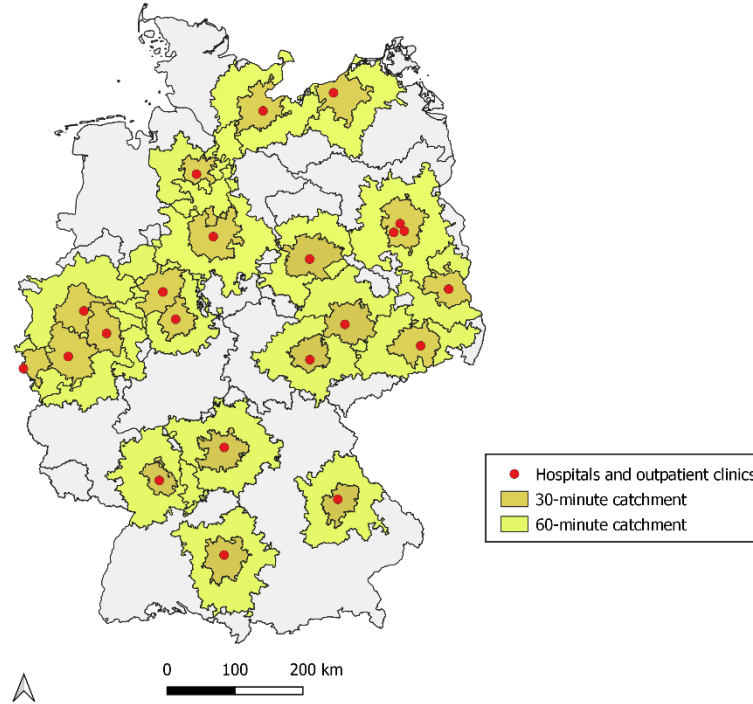 Hospitals and outpatient clinics
30-minute catchment
60-minute catchment
0 100 200 km